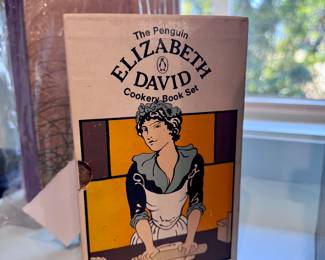 The Penguin
ELIZABETH
DAVID
Cookery Book Set